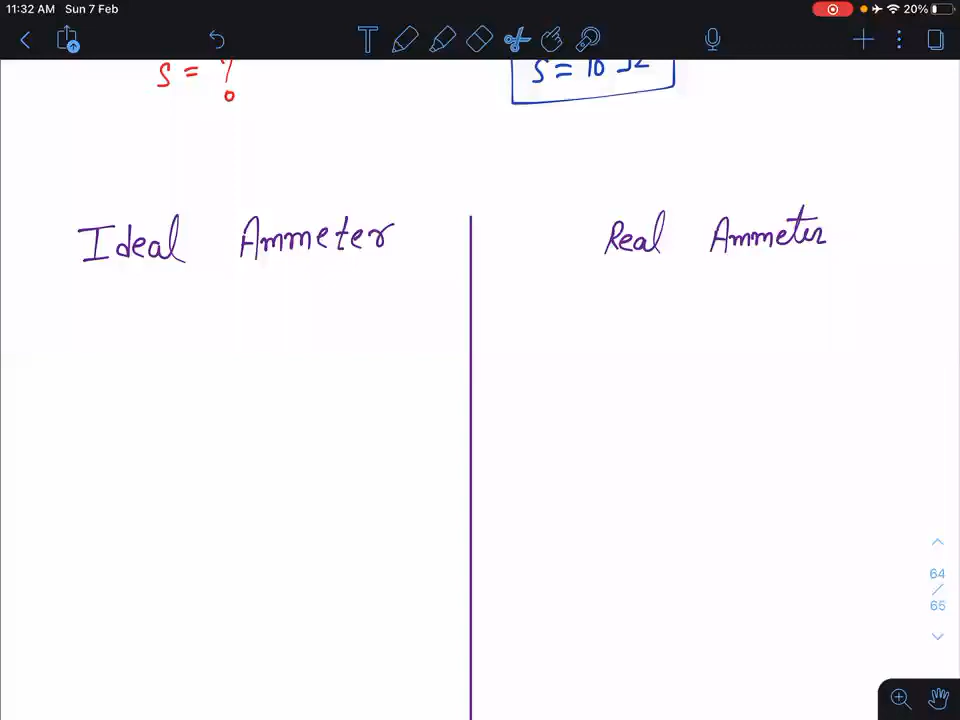 11:32 AM Sun 7 Feb
20%
T
S = ?
S = 10 Ω
Ideal Ammeter
Real Ammeter
64
/
65